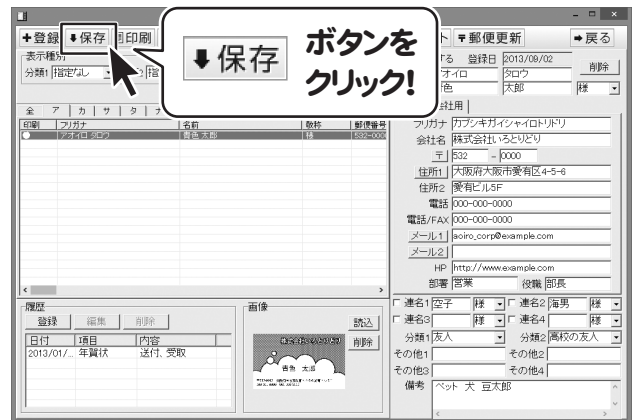 +登録 ⬇保存 印刷
⬇保存
ボタンを
クリック!
郵便更新 ➡戻る
表示種別
分類1 指定なし
登録日 2013/09/02
削除
オイロ タロウ
色 太郎 様
全 ア カ サ タ ナ
社用
印刷 フリガナ 名前 敬称 郵便番号
アオイロ タロウ 青色 太郎 様 532-000
フリガナ カブシキガイシャイロトリドリ
会社名 株式会社いろとりどり
〒 532 - 0000
住所1 大阪府大阪市愛有区4-5-6
住所2 愛有ビル5F
電話 000-000-0000
電話/FAX 000-000-0000
メール1 aoiro_corp@example.com
メール2
HP http://www.example.com
部署 営業 役職 部長
履歴
登録 編集 削除
日付 項目 内容
2013/01/... 年賀状 送付、受取
画像
読込
削除
株式会社いろとりどり
青色 太郎
連名1 空子 様 連名2 海男 様
連名3 様 連名4 様
分類1 友人 分類2 高校の友人
その他1 その他2
その他3 その他4
備考 ペット 犬 豆太郎